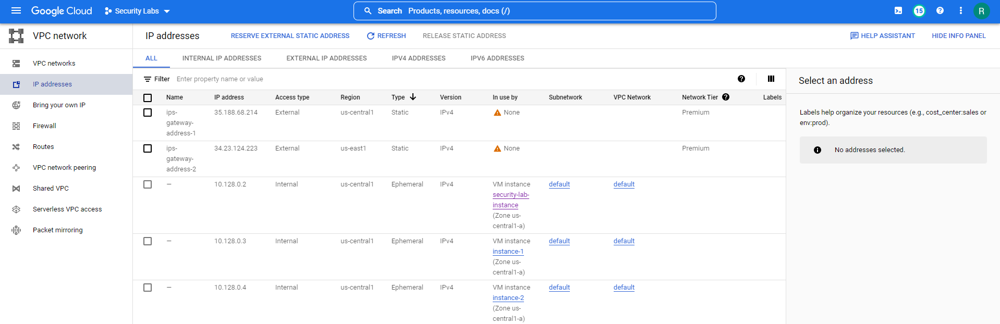 Google Cloud Security Labs Search Products, resources, docs (/) 15 R
VPC network
IP addresses RESERVE EXTERNAL STATIC ADDRESS REFRESH RELEASE STATIC ADDRESS HELP ASSISTANT HIDE INFO PANEL
VPC networks
IP addresses
Bring your own IP
Firewall
Routes
VPC network peering
Shared VPC
Serverless VPC access
Packet mirroring
ALL INTERNAL IP ADDRESSES EXTERNAL IP ADDRESSES IPV4 ADDRESSES IPV6 ADDRESSES
Filter Enter property name or value
Name IP address Access type Region Type Version In use by Subnetwork VPC Network Network Tier Labels
ips- 35.188.68.214 External us-central1 Static IPv4 None Premium
gateway-
address-1
ips- 34.23.124.223 External us-east1 Static IPv4 None Premium
gateway-
address-2
— 10.128.0.2 Internal us-central1 Ephemeral IPv4 VM instance default default
security-lab-
instance
(Zone us-
central1-a)
— 10.128.0.3 Internal us-central1 Ephemeral IPv4 VM instance default default
instance-1
(Zone us-
central1-a)
— 10.128.0.4 Internal us-central1 Ephemeral IPv4 VM instance default default
instance-2
(Zone us-
central1-a)
Select an address
Labels help organize your resources (e.g., cost_center:sales or
env:prod).
No addresses selected.